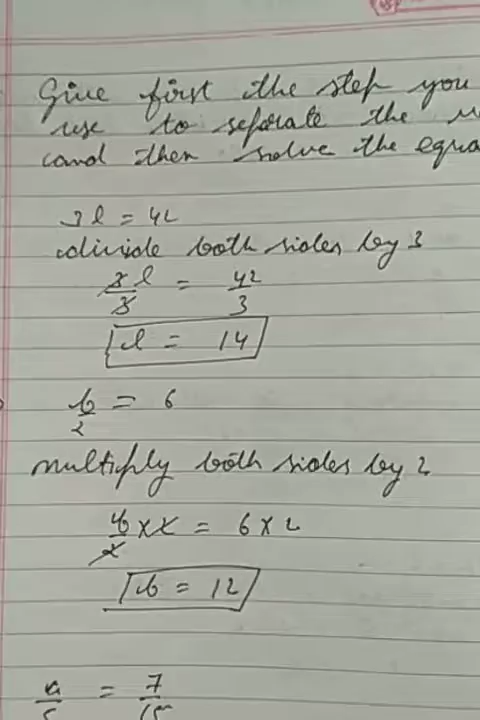 Give first the step you
use to seperate the
and then solve the equa
3l = 42
divide both sides by 3
3l/3 = 42/3
l = 14
b/2 = 6
multiply both sides by 2
b/2 x 2 = 6 x 2
b = 12
a/5 = 7/15